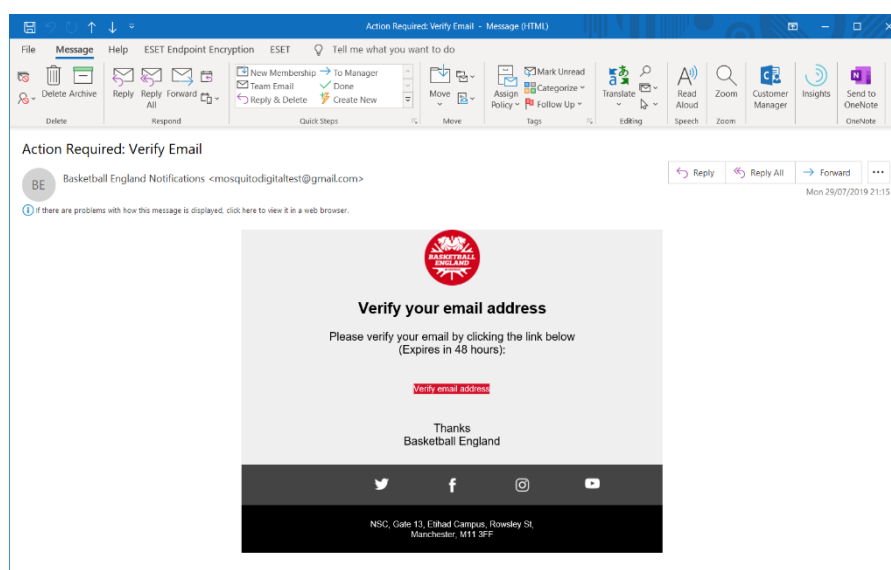 Action Required: Verify Email - Message (HTML)
File Message Help ESET Endpoint Encryption ESET Tell me what you want to do
Delete Archive
Reply Reply All Forward
New Membership To Manager
Team Email Done
Reply & Delete Create New
Move
Assign Policy
Mark Unread
Categorize
Follow Up
Translate
Read Aloud
Zoom
Customer Manager
Insights
Send to OneNote
Delete Respond Quick Steps Move Tags Editing Speech Zoom OneNote
Action Required: Verify Email
BE
Basketball England Notifications <mosquitodigitaltest@gmail.com>
Reply Reply All Forward
Mon 29/07/2019 21:15
If there are problems with how this message is displayed, click here to view it in a web browser.
BASKETBALL
ENGLAND
Verify your email address
Please verify your email by clicking the link below
(Expires in 48 hours):
Verify email address
Thanks
Basketball England
NSC, Gate 13, Etihad Campus, Rowsley St,
Manchester, M11 3FF